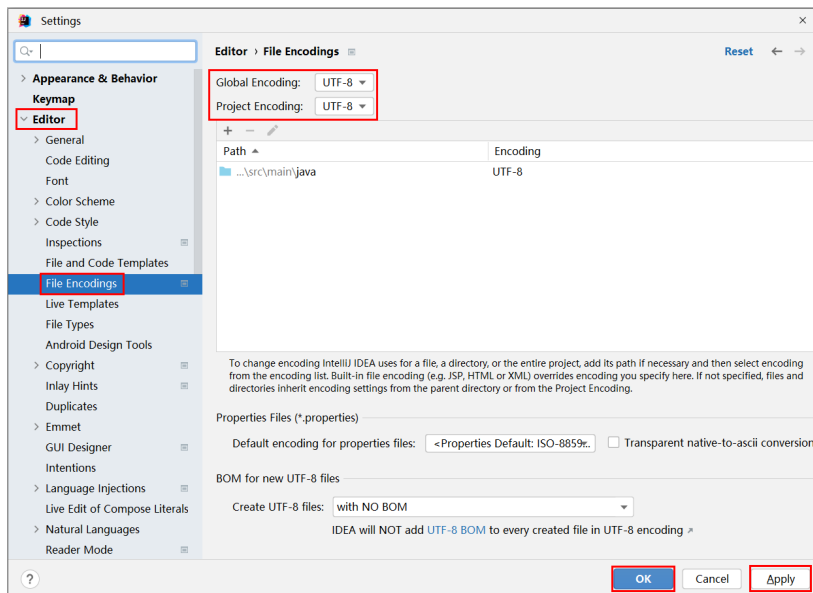 Settings
Editor › File Encodings
Reset
Appearance & Behavior
Keymap
Editor
General
Code Editing
Font
Color Scheme
Code Style
Inspections
File and Code Templates
File Encodings
Live Templates
File Types
Android Design Tools
Copyright
Inlay Hints
Duplicates
Emmet
GUI Designer
Intentions
Language Injections
Live Edit of Compose Literals
Natural Languages
Reader Mode
Global Encoding: UTF-8
Project Encoding: UTF-8
Path Encoding
...\src\main\java UTF-8
To change encoding IntelliJ IDEA uses for a file, a directory, or the entire project, add its path if necessary and then select encoding
from the encoding list. Built-in file encoding (e.g. JSP, HTML or XML) overrides encoding you specify here. If not specified, files and
directories inherit encoding settings from the parent directory or from the Project Encoding.
Properties Files (*.properties)
Default encoding for properties files: <Properties Default: ISO-8859-.. Transparent native-to-ascii conversion
BOM for new UTF-8 files
Create UTF-8 files: with NO BOM
IDEA will NOT add UTF-8 BOM to every created file in UTF-8 encoding ↗
?
OK Cancel Apply